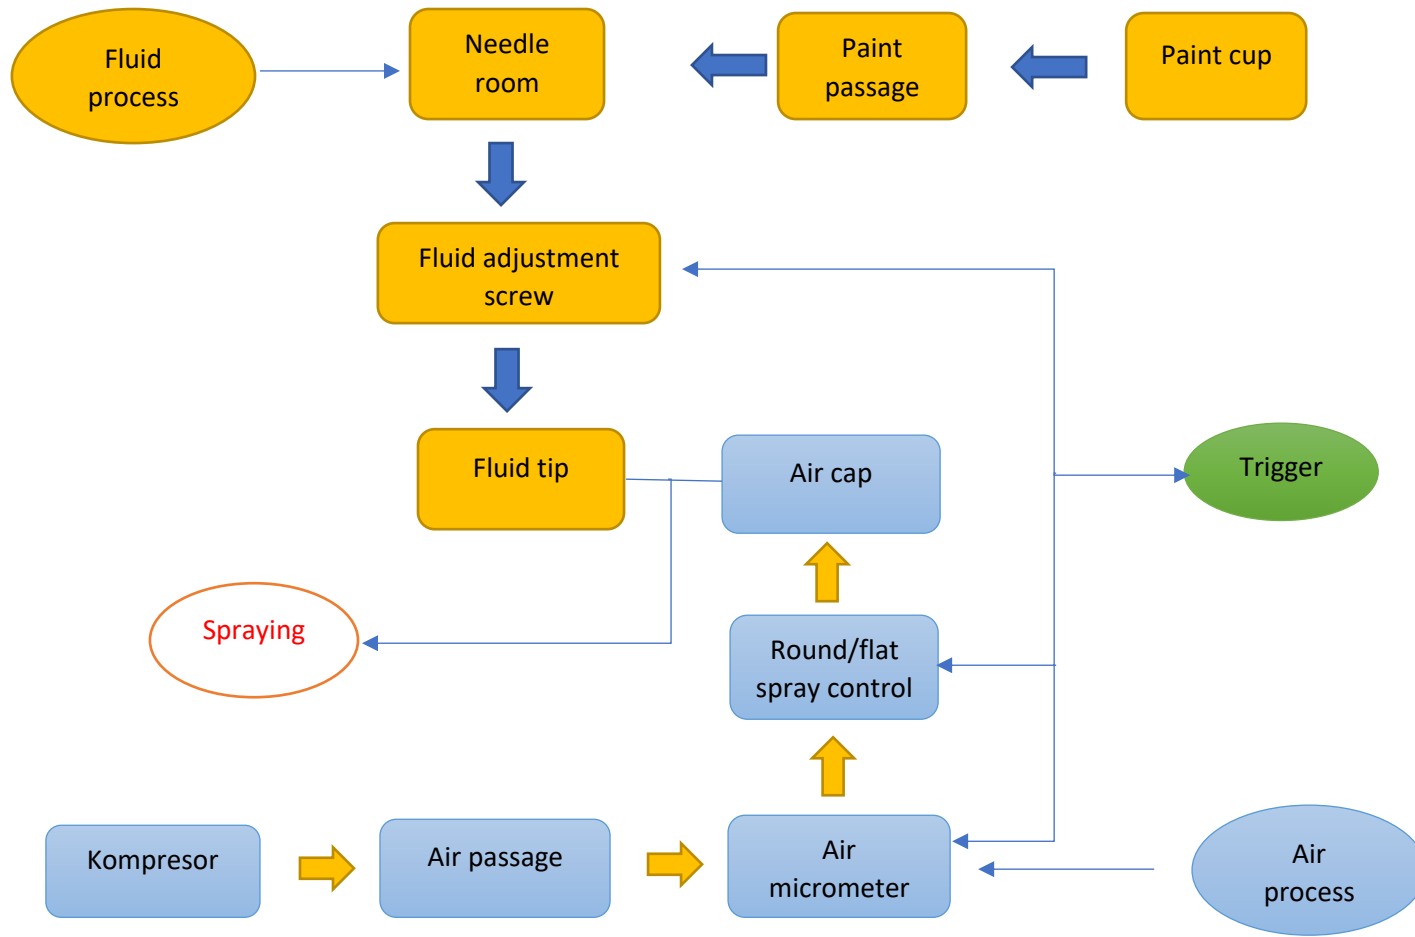 Fluid
process
Needle
room
Paint
passage
Paint cup
Fluid adjustment
screw
Fluid tip
Air cap
Trigger
Spraying
Round/flat
spray control
Kompresor
Air passage
Air
micrometer
Air
process